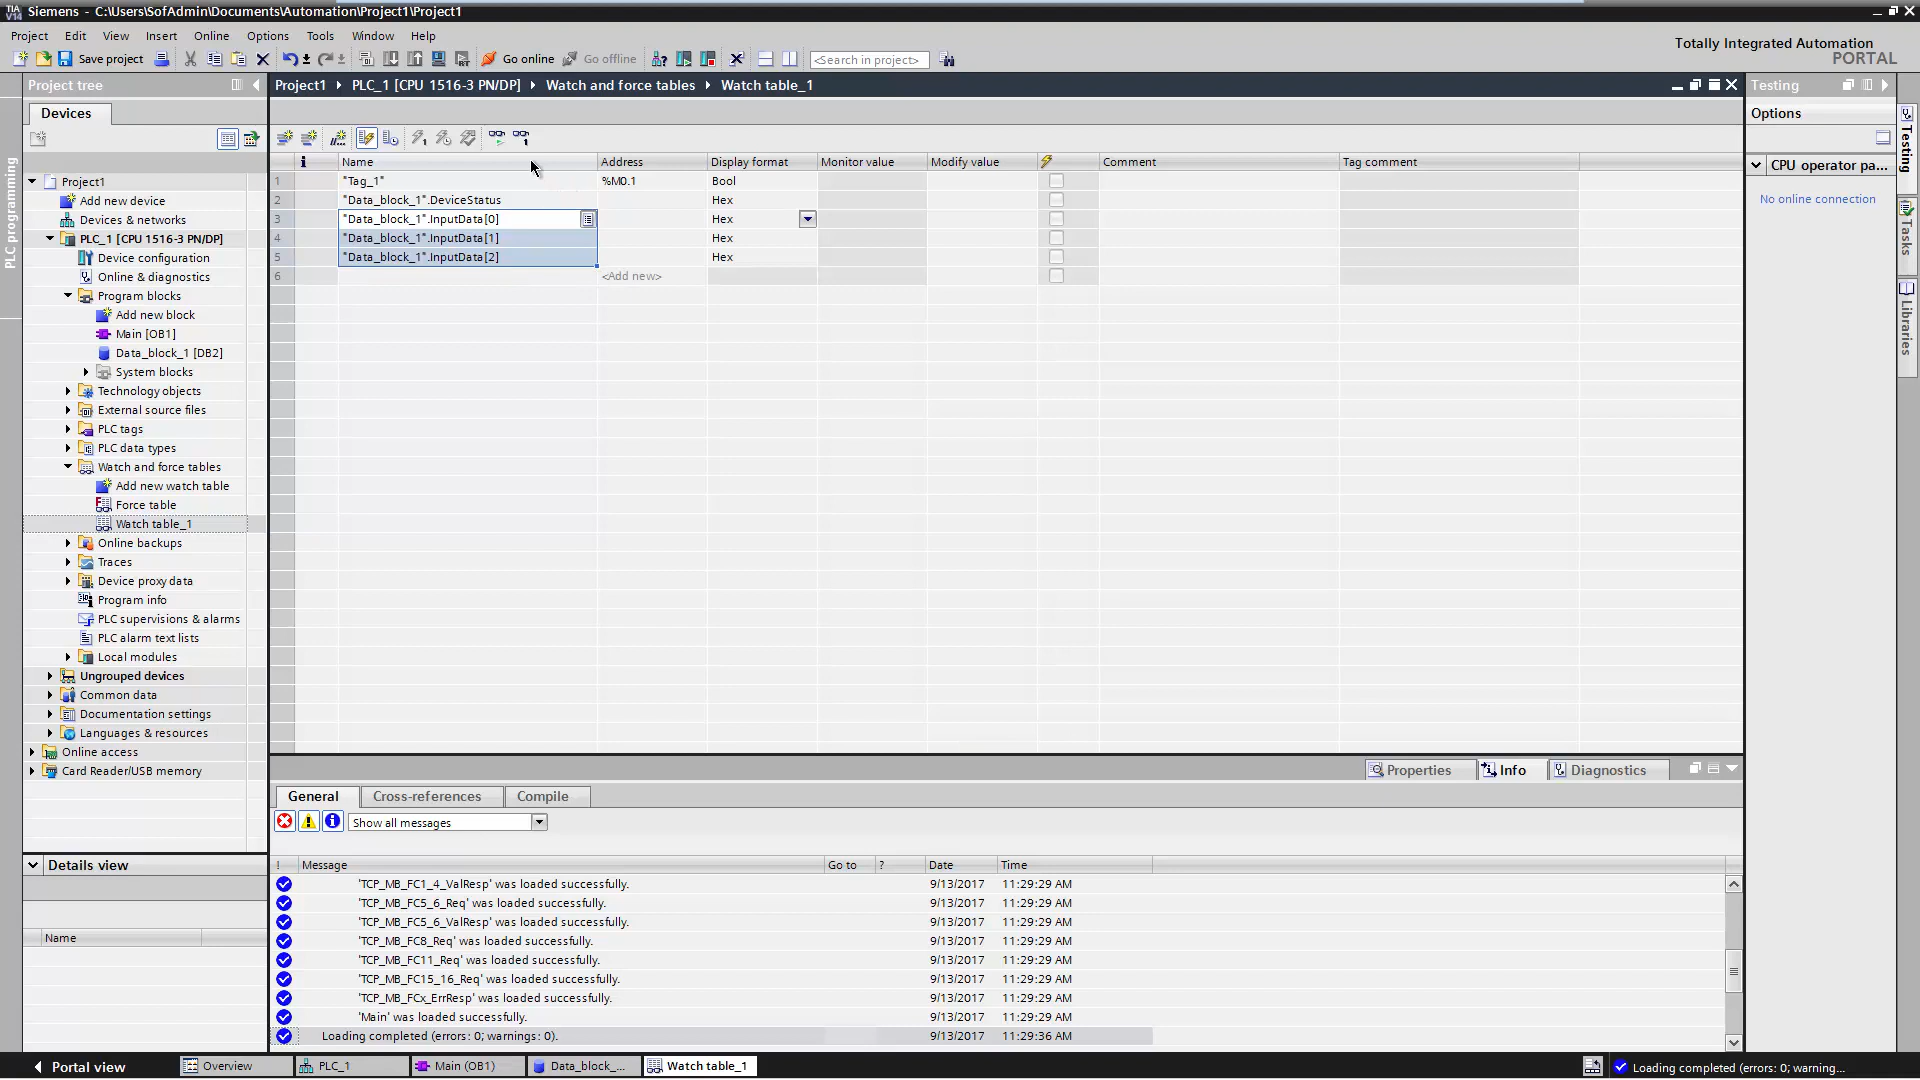 Siemens - C:\Users\SofAdmin\Documents\Automation\Project1\Project1
TIA
V14
Project Edit View Insert Online Options Tools Window Help
Totally Integrated Automation
PORTAL
Save project
Go online
Go offline
<Search in project>
Project tree
Project1 PLC_1 [CPU 1516-3 PN/DP] Watch and force tables Watch table_1
Testing
Devices
Options
PLC programming
Name Address Display format Monitor value Modify value Comment Tag comment
1 "Tag_1" %M0.1 Bool
2 "Data_block_1".DeviceStatus Hex
3 "Data_block_1".InputData[0] Hex
4 "Data_block_1".InputData[1] Hex
5 "Data_block_1".InputData[2] Hex
6 <Add new>
Project1
Add new device
Devices & networks
PLC_1 [CPU 1516-3 PN/DP]
Device configuration
Online & diagnostics
Program blocks
Add new block
Main [OB1]
Data_block_1 [DB2]
System blocks
Technology objects
External source files
PLC tags
PLC data types
Watch and force tables
Add new watch table
Force table
Watch table_1
Online backups
Traces
Device proxy data
Program info
PLC supervisions & alarms
PLC alarm text lists
Local modules
Ungrouped devices
Common data
Documentation settings
Languages & resources
Online access
Card Reader/USB memory
CPU operator pa...
No online connection
Testing
Tasks
Libraries
Properties
Info
Diagnostics
General Cross-references Compile
Show all messages
Details view
Name
! Message Go to ? Date Time
'TCP_MB_FC1_4_ValResp' was loaded successfully. 9/13/2017 11:29:29 AM
'TCP_MB_FC5_6_Req' was loaded successfully. 9/13/2017 11:29:29 AM
'TCP_MB_FC5_6_ValResp' was loaded successfully. 9/13/2017 11:29:29 AM
'TCP_MB_FC8_Req' was loaded successfully. 9/13/2017 11:29:29 AM
'TCP_MB_FC11_Req' was loaded successfully. 9/13/2017 11:29:29 AM
'TCP_MB_FC15_16_Req' was loaded successfully. 9/13/2017 11:29:29 AM
'TCP_MB_FCx_ErrResp' was loaded successfully. 9/13/2017 11:29:29 AM
'Main' was loaded successfully. 9/13/2017 11:29:29 AM
Loading completed (errors: 0; warnings: 0). 9/13/2017 11:29:36 AM
Portal view
Overview
PLC_1
Main (OB1)
Data_block_...
Watch table_1
Loading completed (errors: 0; warning...